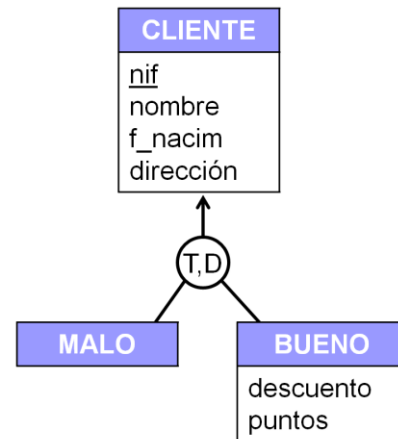 CLIENTE
nif
nombre
f_nacim
dirección
T,D
MALO
BUENO
descuento
puntos